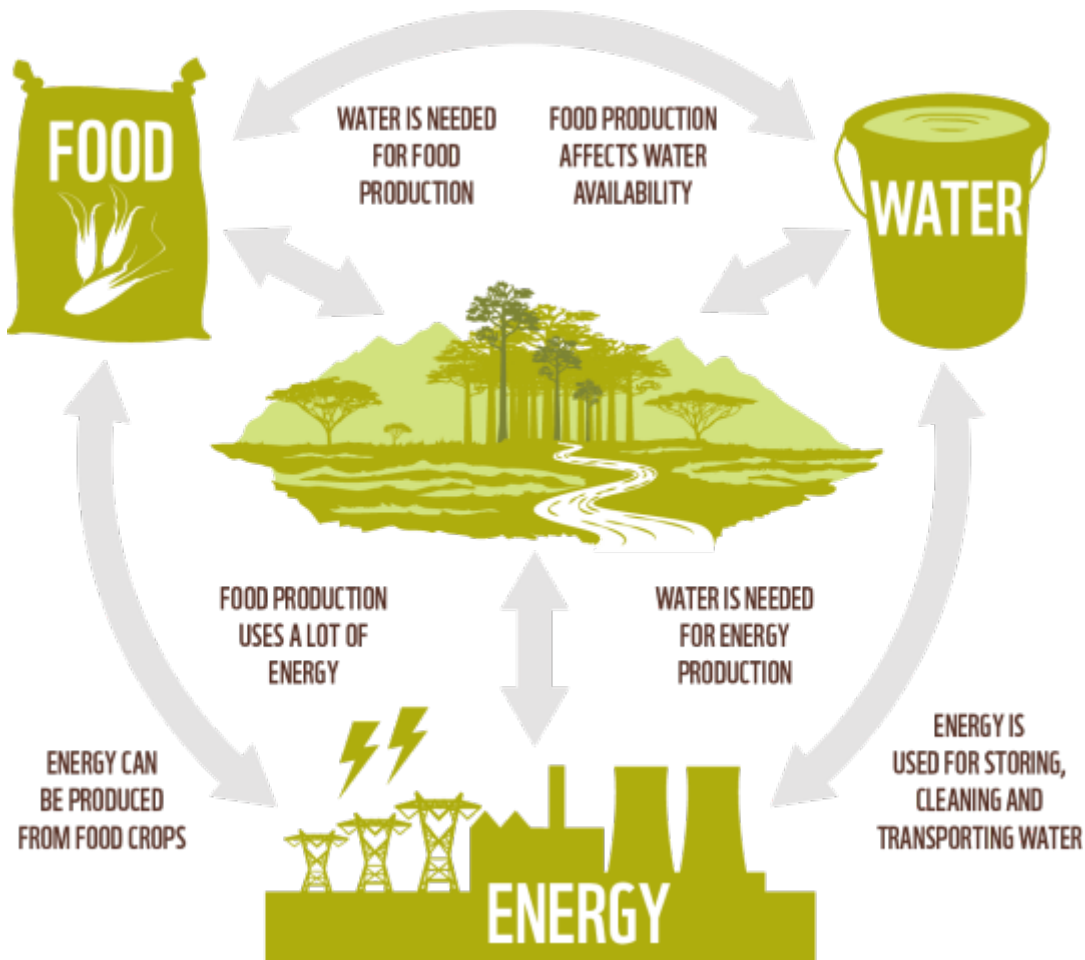 FOOD
WATER IS NEEDED
FOR FOOD
PRODUCTION
FOOD PRODUCTION
AFFECTS WATER
AVAILABILITY
WATER
FOOD PRODUCTION
USES A LOT OF
ENERGY
WATER IS NEEDED
FOR ENERGY
PRODUCTION
ENERGY CAN
BE PRODUCED
FROM FOOD CROPS
ENERGY IS
USED FOR STORING,
CLEANING AND
TRANSPORTING WATER
ENERGY